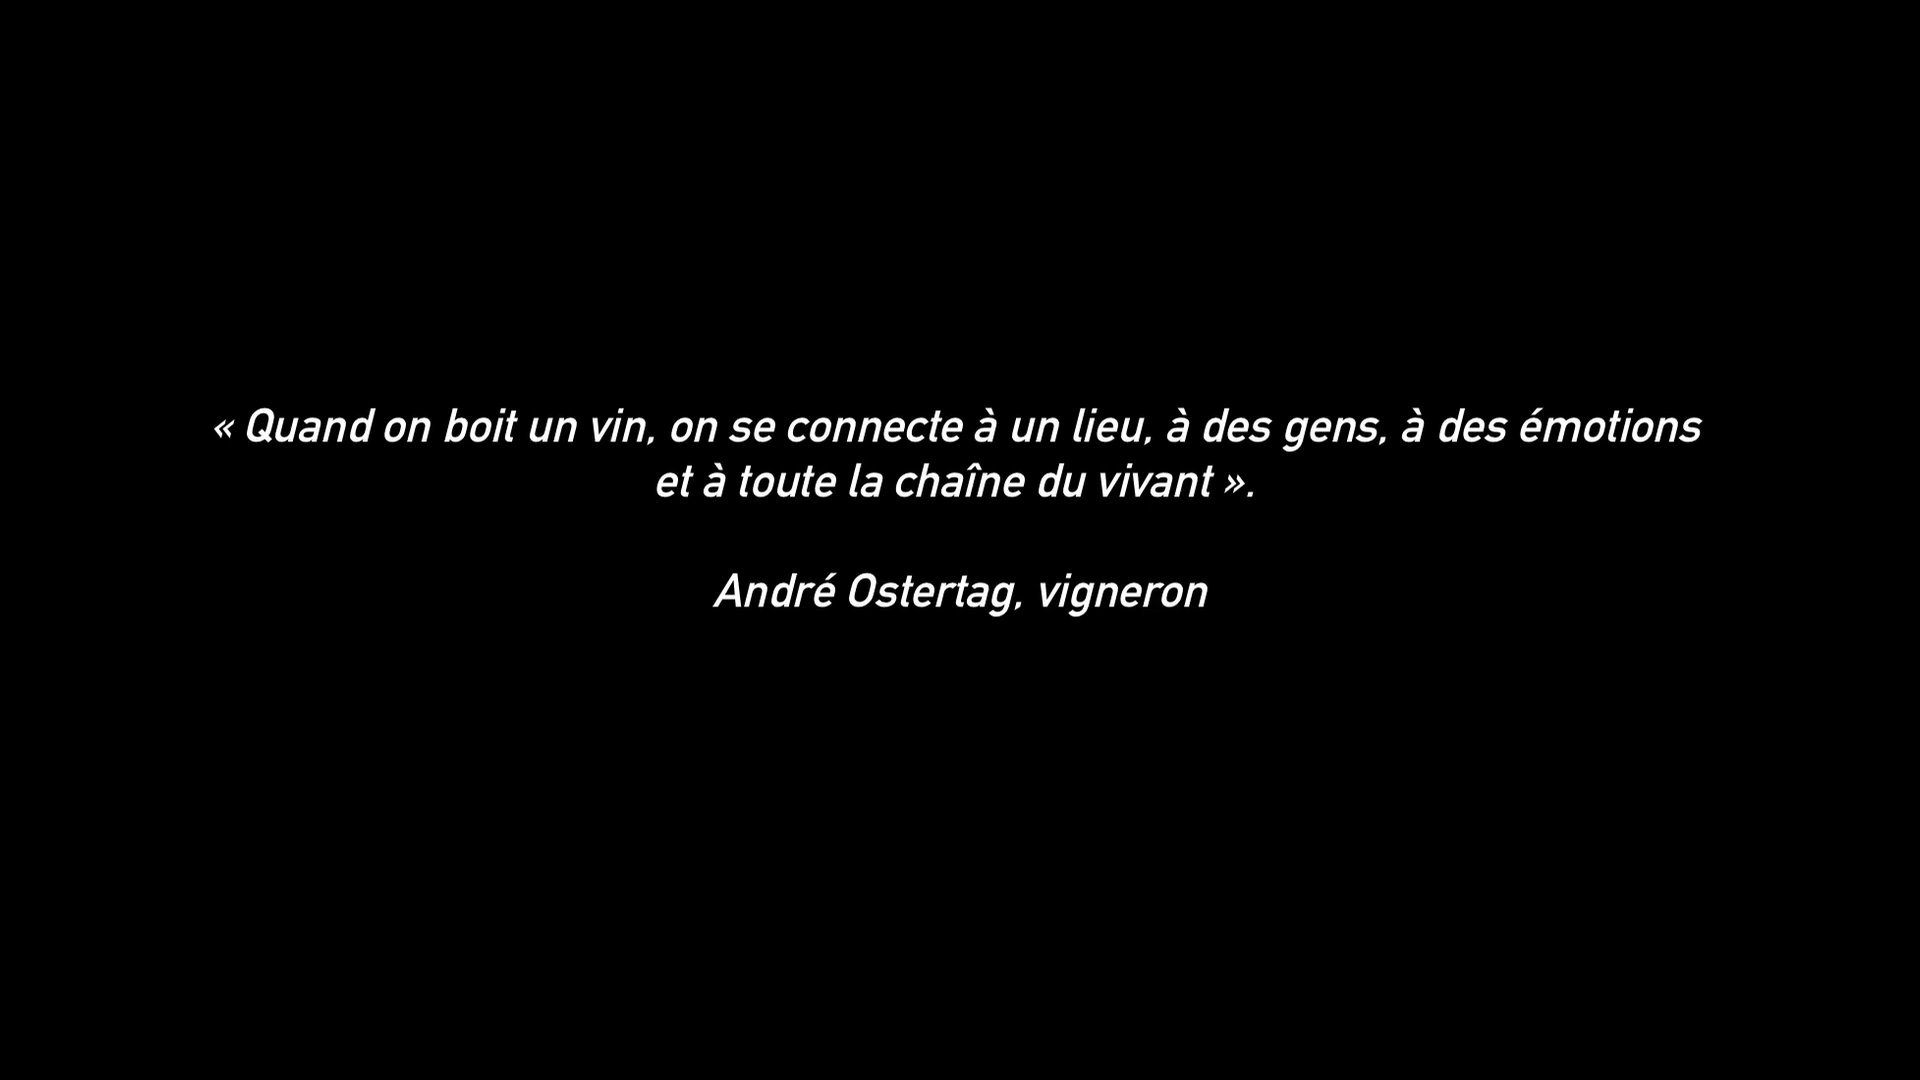 « Quand on boit un vin, on se connecte à un lieu, à des gens, à des émotions
et à toute la chaîne du vivant ».
André Ostertag, vigneron